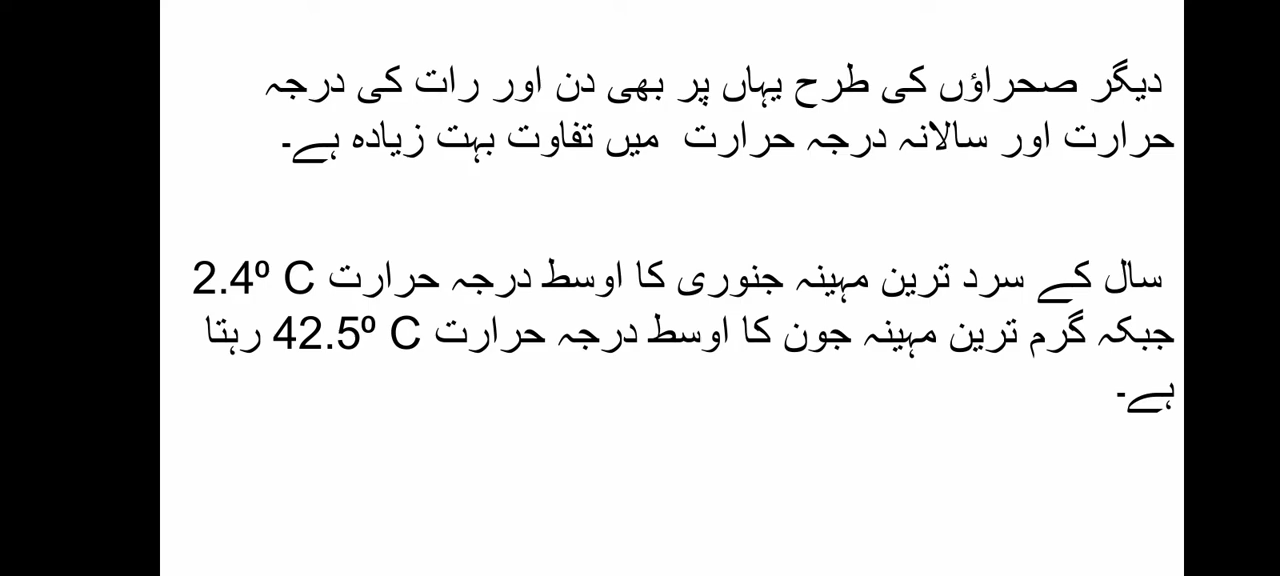 دیگر صحراؤں کی طرح یہاں پر بھی دن اور رات کی درجہ
حرارت اور سالانہ درجہ حرارت میں تفاوت بہت زیادہ ہے۔
سال کے سرد ترین مہینہ جنوری کا اوسط درجہ حرارت 2.4⁰ C
جبکہ گرم ترین مہینہ جون کا اوسط درجہ حرارت 42.5⁰ C رہتا
ہے۔